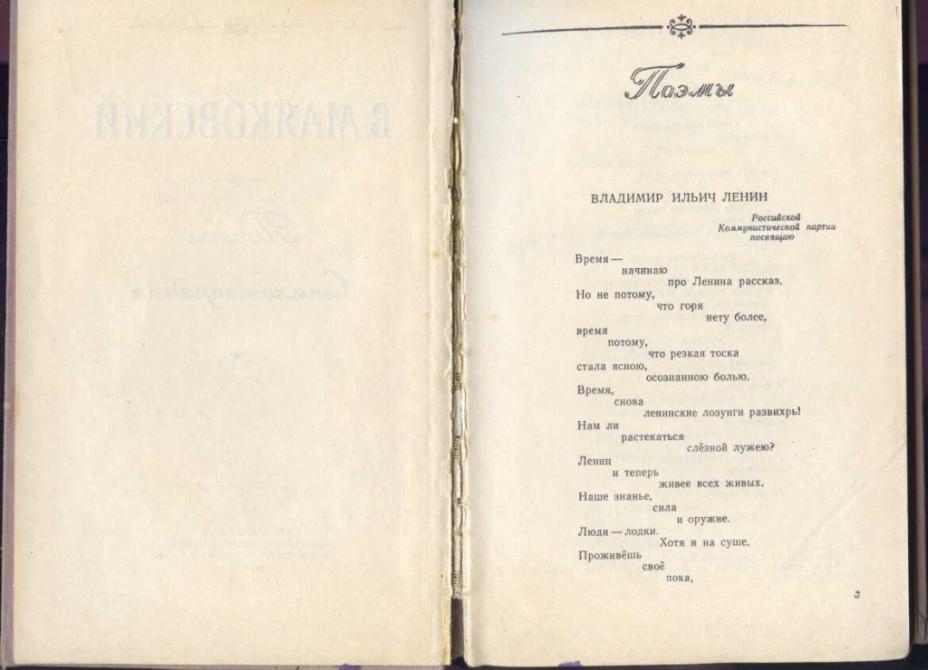 Поэмы
ВЛАДИМИР ИЛЬИЧ ЛЕНИН
Российской
Коммунистической партии
посвящаю
Время —
начинаю
про Ленина рассказ.
Но не потому,
что горя
нету более,
время
потому,
что резкая тоска
стала ясною,
осознанною болью.
Время,
снова
ленинские лозунги развихрь!
Нам ли
растекаться
слёзной лужею?
Ленин
и теперь
живее всех живых.
Наше знанье,
сила
и оружие.
Люди — лодки.
Хотя и на суше.
Проживёшь
своё
пока,
3